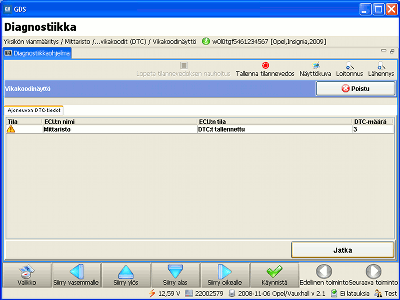 GDS
Diagnostiikka
Yksikön vianmääritys / Mittaristo /...vikakoodit (DTC) / Vikakoodinäyttö w0l0tgf5461234567 [Opel,Insignia,2009]
Diagnostiikkaohjelma
Lopeta tilannevedoksen nauhoitus Tallenna tilannevedos Näyttökuva Loitonnus Lähennys
Vikakoodinäyttö Poistu
Ajoneuvon DTC-tiedot
Tila ECU:n nimi ECU:n tila DTC-määrä
Mittaristo DTC:t tallennettu 3
Jatka
Valikko Siirry vasemmalle Siirry ylös Siirry alas Siirry oikealle Käynnistä Edellinen toiminto Seuraava toiminto
12,59 V 22002579 2008-11-06 Opel/Vauxhall v 2.1 Ei latauksia Test